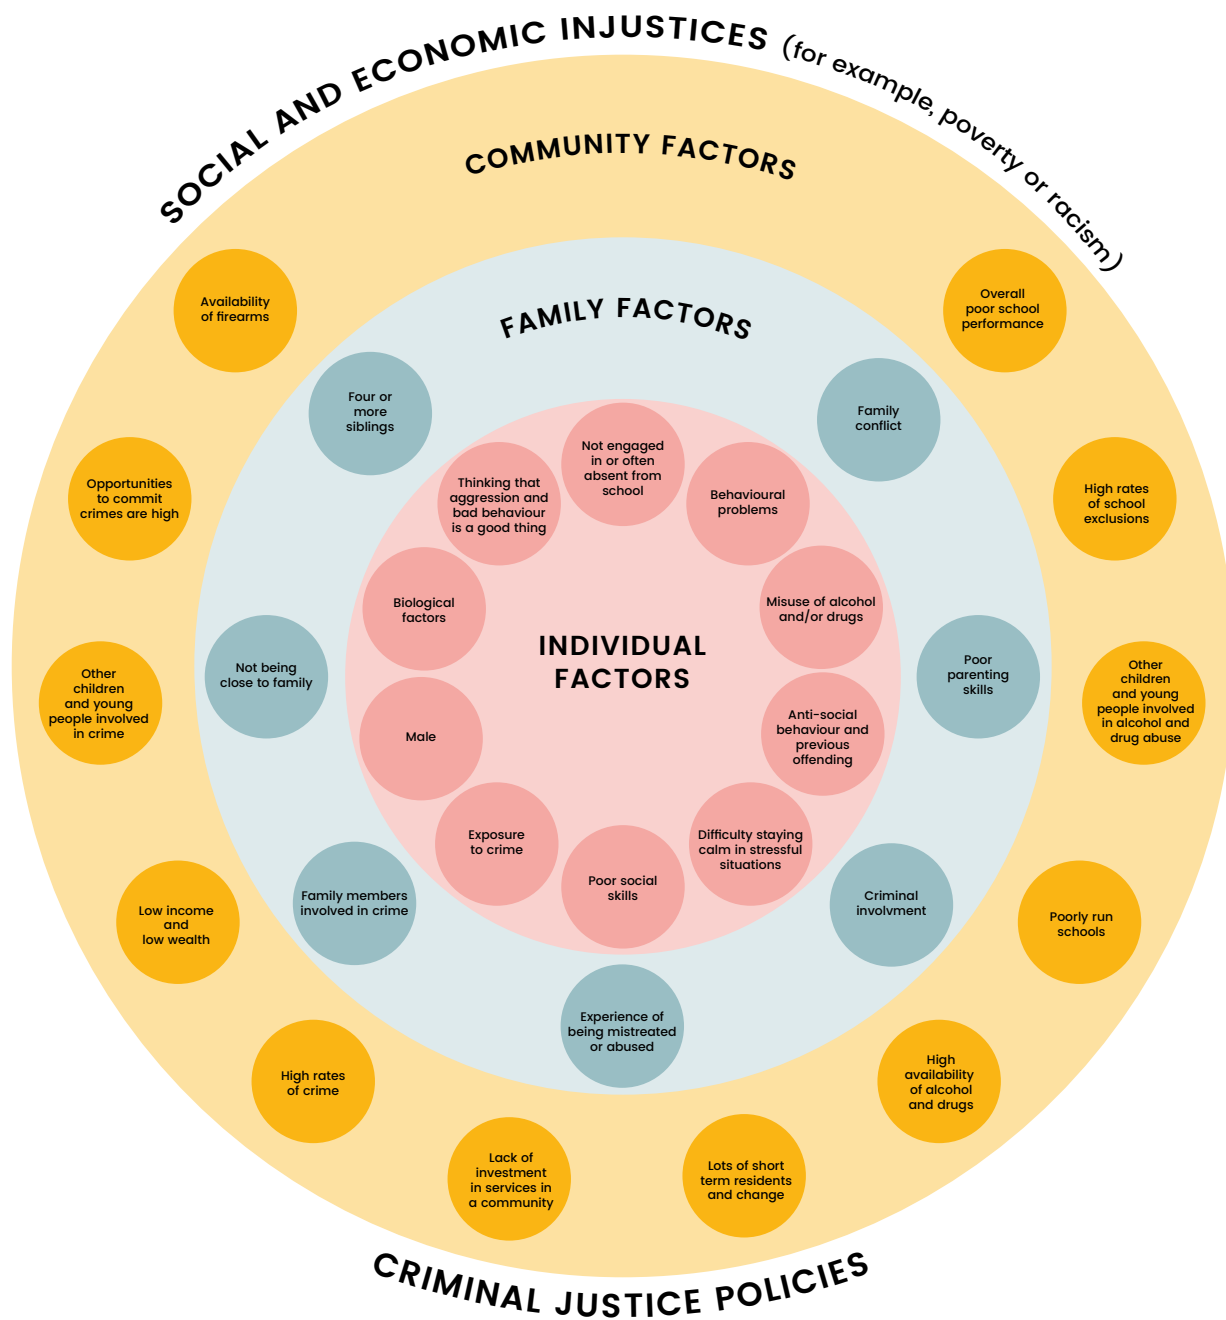 SOCIAL AND ECONOMIC INJUSTICES (for example, poverty or racism)
COMMUNITY FACTORS
Availability
of firearms
Overall
poor school
performance
Opportunities
to commit
crimes are high
High rates
of school
exclusions
Other
children
and young
people involved
in crime
Other
children
and young
people involved
in alcohol and
drug abuse
Low income
and
low wealth
Poorly run
schools
High rates
of crime
High
availability
of alcohol
and drugs
Lack of
investment
in services in
a community
Lots of short
term residents
and change
FAMILY FACTORS
Four or
more
siblings
Family
conflict
Not being
close to family
Poor
parenting
skills
Family members
involved in crime
Criminal
involvment
Experience of
being mistreated
or abused
INDIVIDUAL
FACTORS
Not engaged
in or often
absent from
school
Thinking that
aggression and
bad behaviour
is a good thing
Behavioural
problems
Biological
factors
Misuse of alcohol
and/or drugs
Male
Anti-social
behaviour and
previous
offending
Exposure
to crime
Difficulty staying
calm in stressful
situations
Poor social
skills
CRIMINAL JUSTICE POLICIES